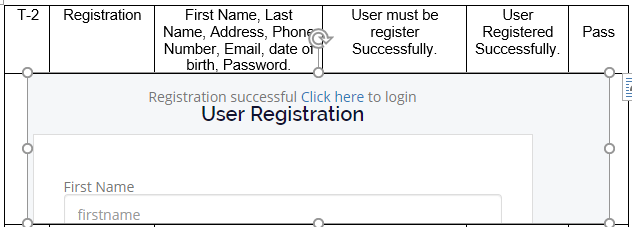 T-2
Registration
First Name, Last
Name, Address, Phone
Number, Email, date of
birth, Password.
User must be
register
Successfully.
User
Registered
Successfully.
Pass
Registration successful Click here to login
User Registration
First Name
firstname